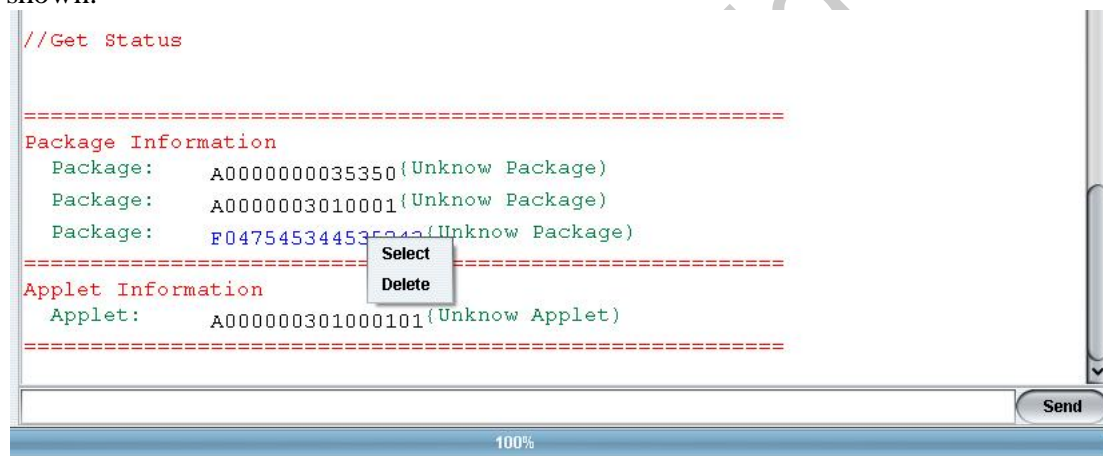 shown.
//Get Status
=========================================================
Package Information
Package: A0000000035350(Unknow Package)
Package: A0000003010001(Unknow Package)
Package: (Unknow Package)
Select
=========================================================
Delete
Applet Information
Applet: A000000301000101(Unknow Applet)
=========================================================
Send
100%